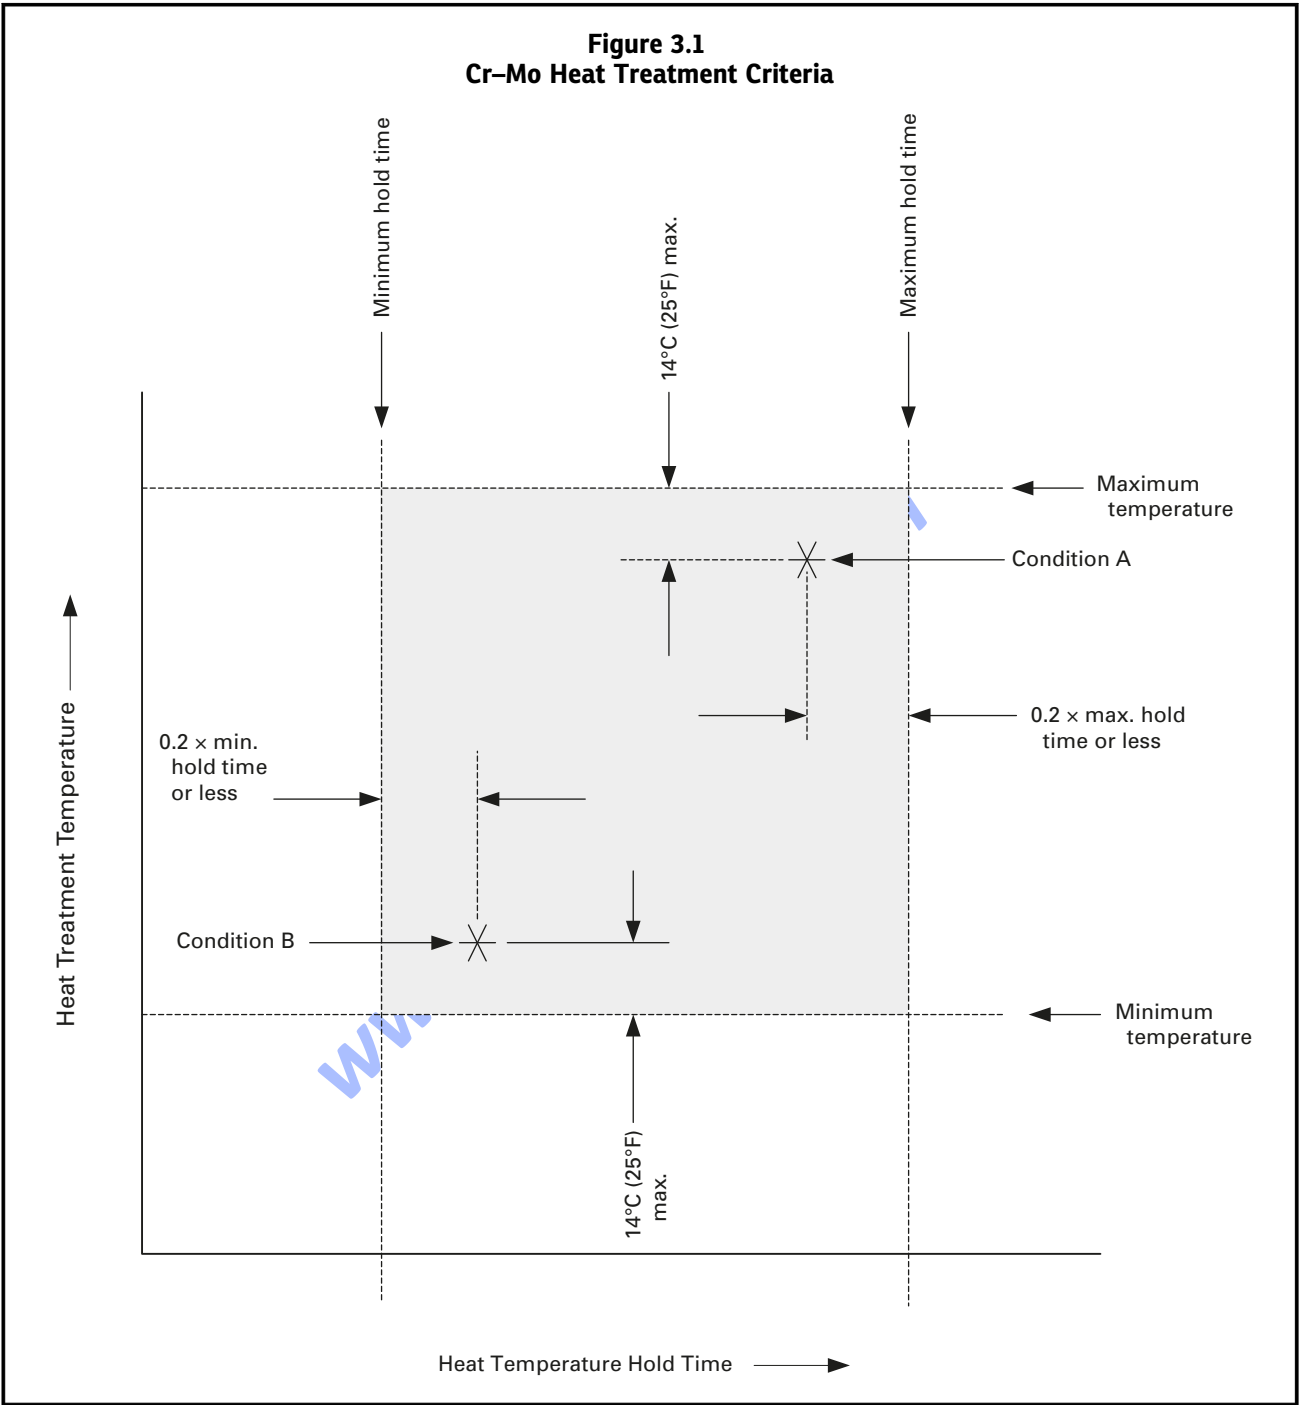 Figure 3.1
Cr–Mo Heat Treatment Criteria
Minimum hold time
Maximum hold time
14°C (25°F) max.
Maximum
temperature
Condition A
0.2 × max. hold
time or less
0.2 × min.
hold time
or less
Heat Treatment Temperature
Condition B
Minimum
temperature
14°C (25°F)
max.
Heat Temperature Hold Time